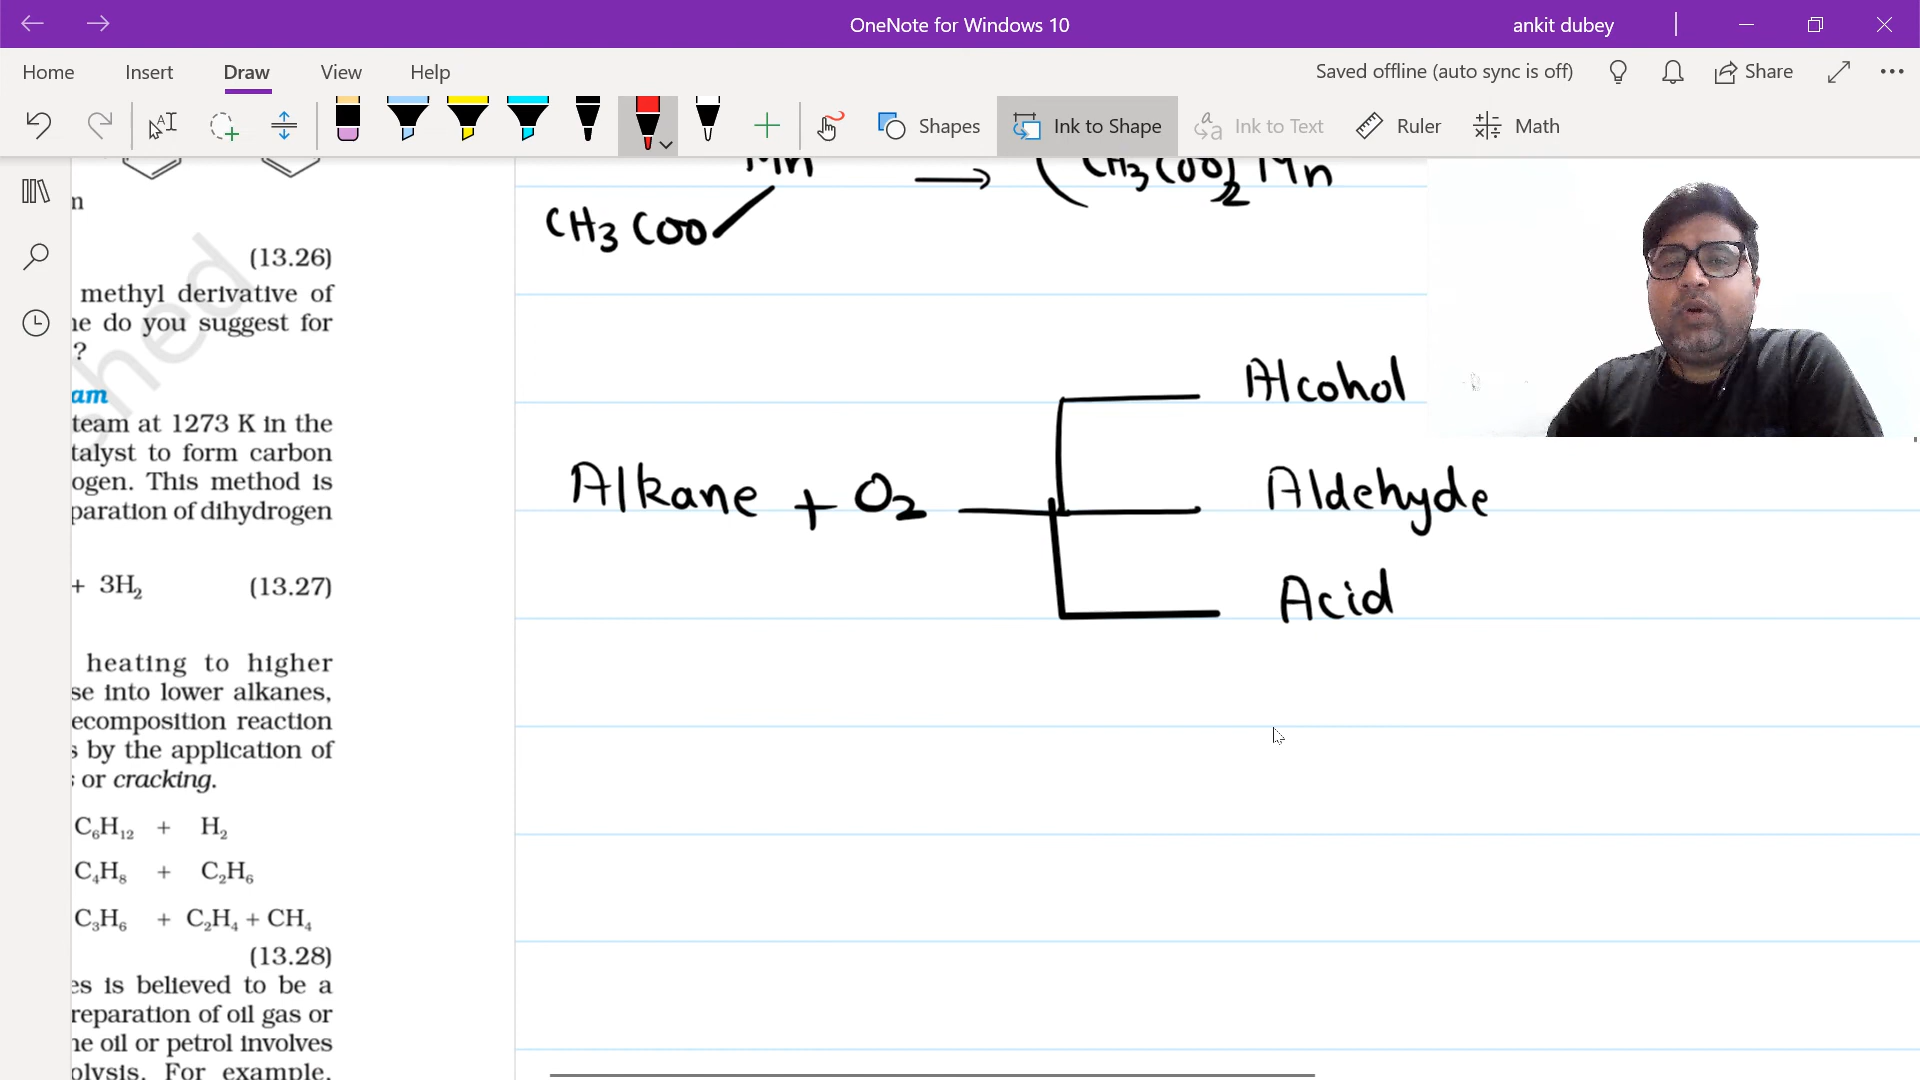 OneNote for Windows 10
ankit dubey
Home Insert Draw View Help
Saved offline (auto sync is off) Share
Shapes Ink to Shape Ink to Text Ruler Math
Mn → (CH3COO)2 Mn
CH3COO
Alkane + O2
Alcohol
Aldehyde
Acid
(13.26)
methyl derivative of
do you suggest for
?
am
team at 1273 K in the
talyst to form carbon
ogen. This method is
paration of dihydrogen
+ 3H2 (13.27)
heating to higher
se into lower alkanes,
ecomposition reaction
s by the application of
or cracking.
C6H12 + H2
C4H8 + C2H6
C3H6 + C2H4 + CH4
(13.28)
es is believed to be a
reparation of oil gas or
ne oil or petrol involves
olysis. For example,
shed